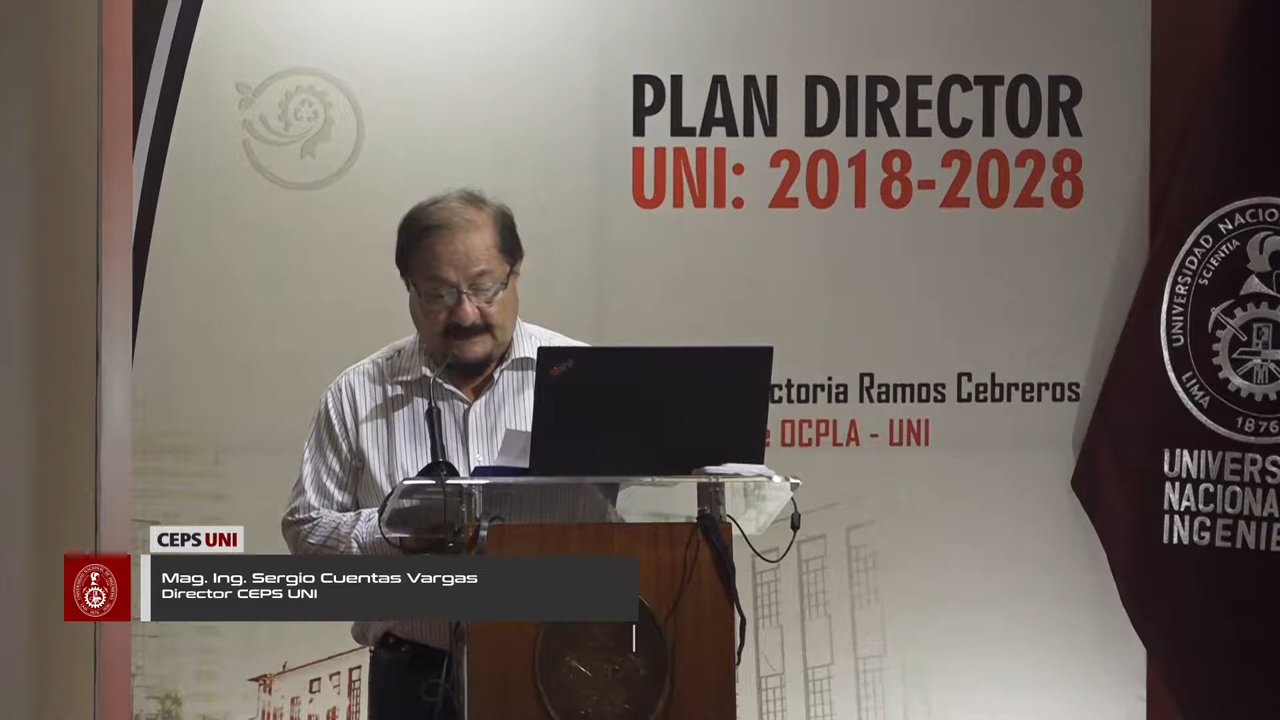 PLAN DIRECTOR
UNI: 2018-2028
ctoria Ramos Cebreros
OCPLA - UNI
UNIVERSIDAD NACIO
SCIENTIA
LIMA
1876
UNIVERS
NACIONA
INGENIE
CEPS UNI
Mag. Ing. Sergio Cuentas Vargas
Director CEPS UNI